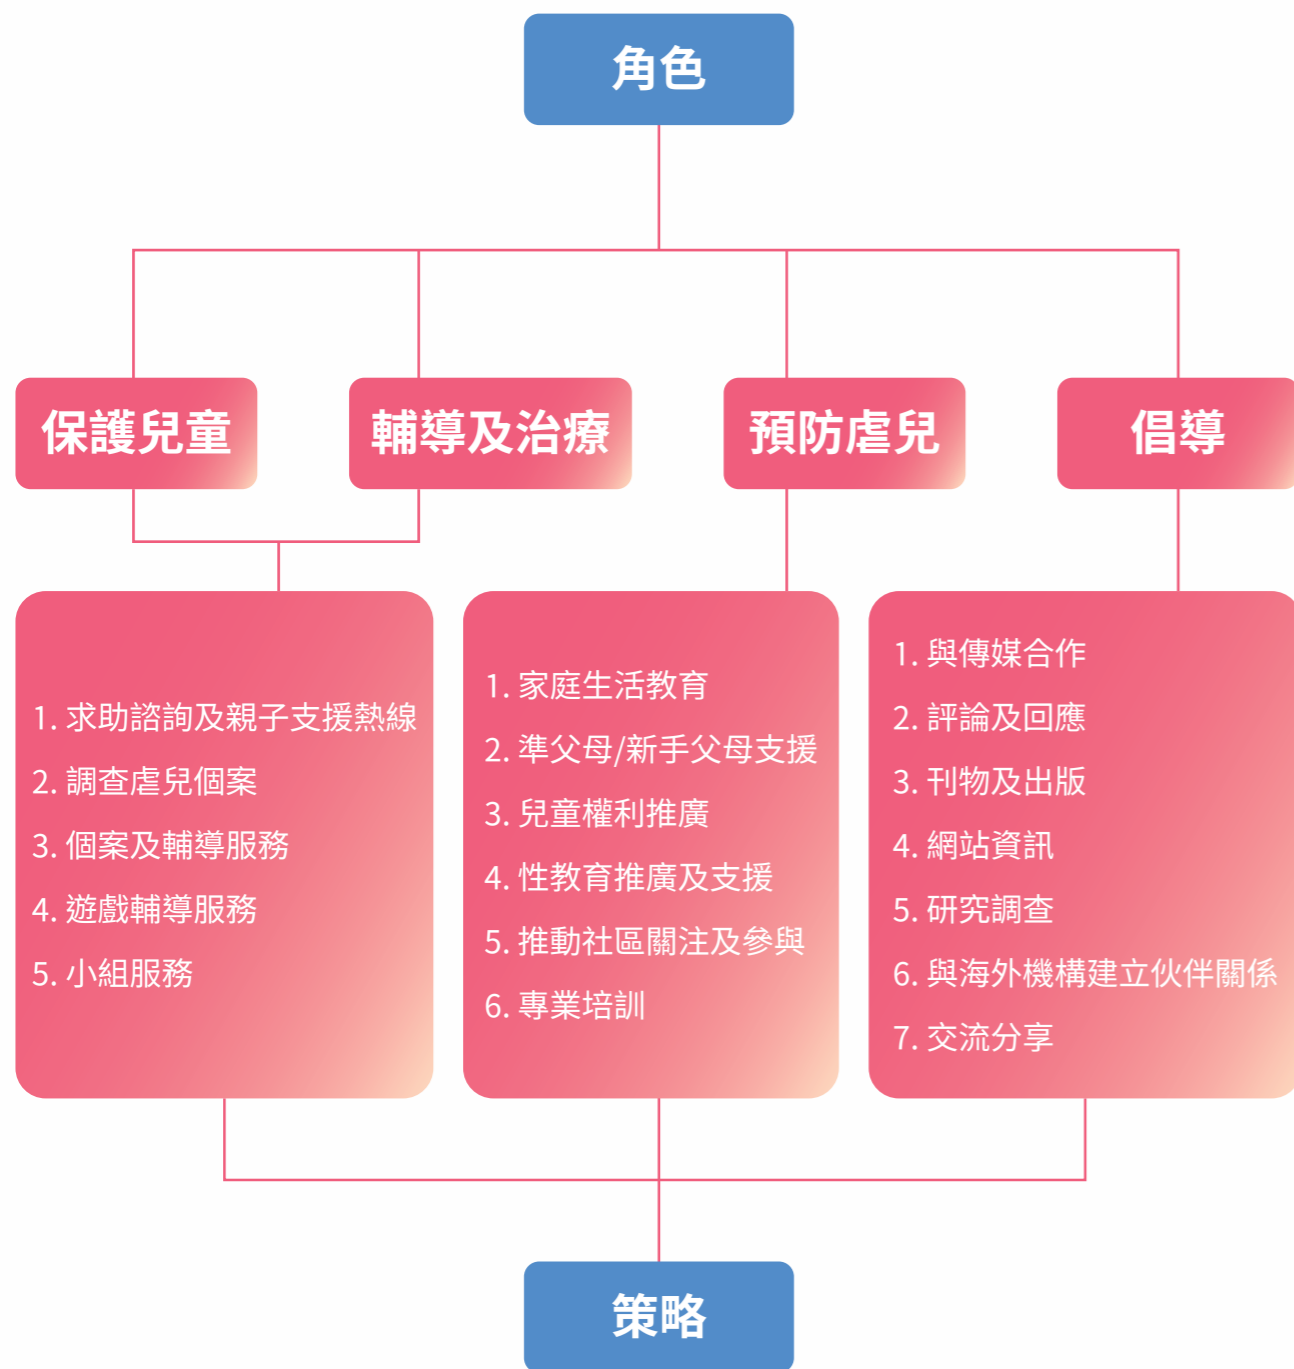 角色
保護兒童
輔導及治療
預防虐兒
倡導
1. 求助諮詢及親子支援熱線
2. 調查虐兒個案
3. 個案及輔導服務
4. 遊戲輔導服務
5. 小組服務
1. 家庭生活教育
2. 準父母/新手父母支援
3. 兒童權利推廣
4. 性教育推廣及支援
5. 推動社區關注及參與
6. 專業培訓
1. 與傳媒合作
2. 評論及回應
3. 刊物及出版
4. 網站資訊
5. 研究調查
6. 與海外機構建立伙伴關係
7. 交流分享
策略